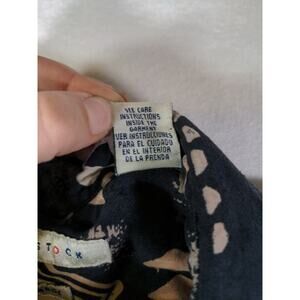 SEE CARE
INSTRUCTIONS
INSIDE THE
GARMENT
VER INSTRUCCIONES
PARA EL CUIDADO
EN EL INTERIOR
DE LA PRENDA
STOCK